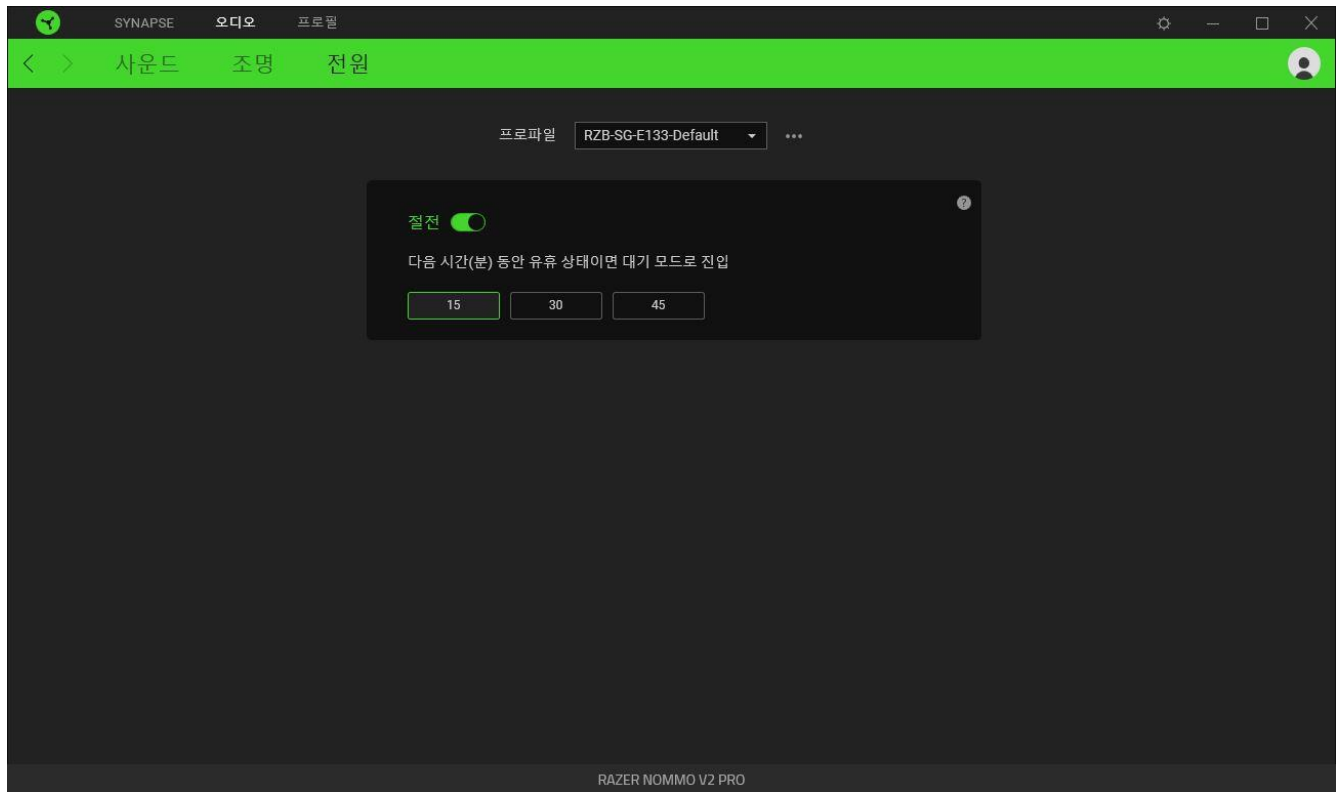 SYNAPSE 오디오 프로필
사운드 조명 전원
프로파일 RZB-SG-E133-Default
절전
?
다음 시간(분) 동안 유휴 상태이면 대기 모드로 진입
15 30 45
RAZER NOMMO V2 PRO